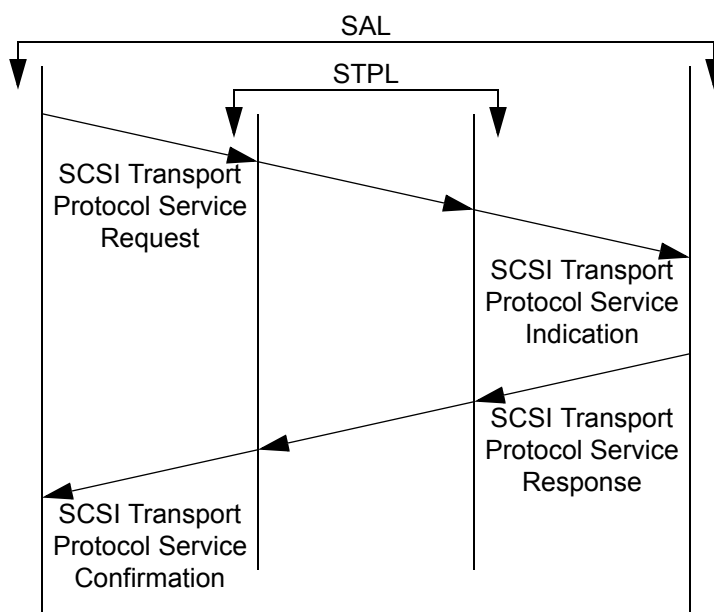 SAL
STPL
SCSI Transport
Protocol Service
Request
SCSI Transport
Protocol Service
Indication
SCSI Transport
Protocol Service
Response
SCSI Transport
Protocol Service
Confirmation